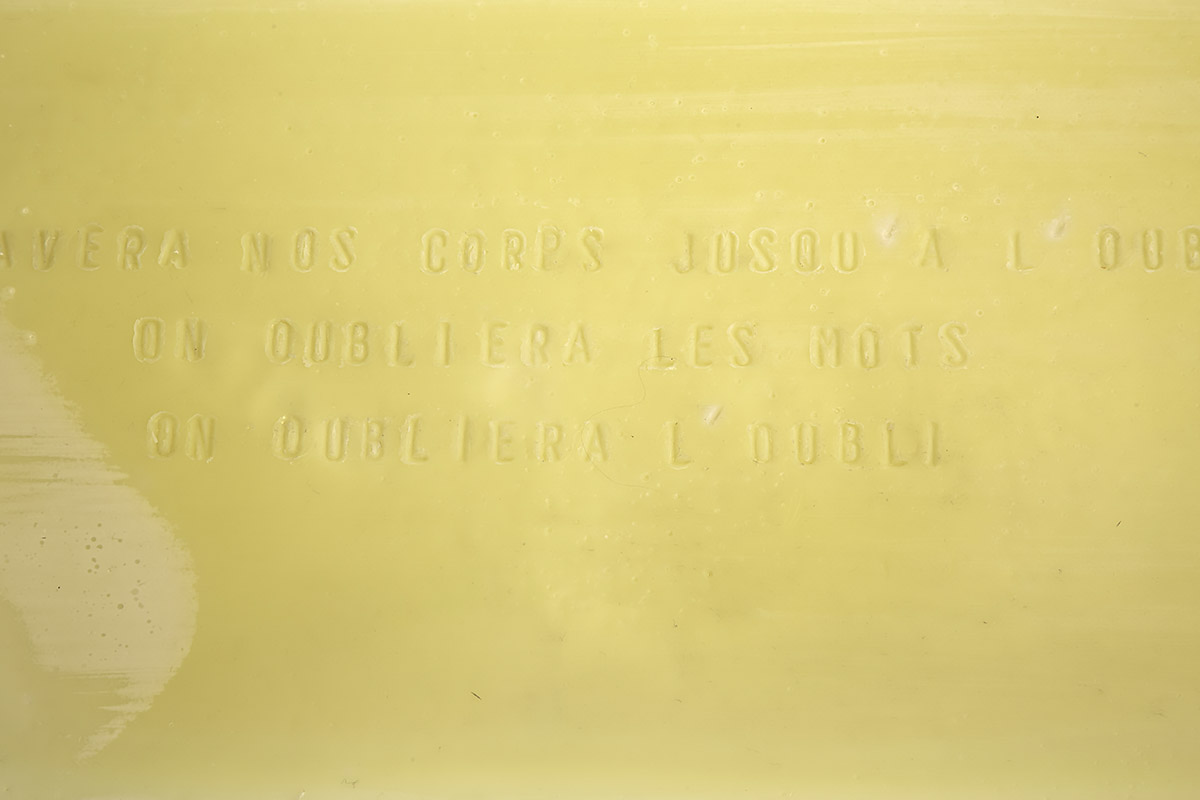 AVERA NOS CORPS JUSQU'A L'OUB
ON OUBLIERA LES MOTS
ON OUBLIERA L'OUBLI